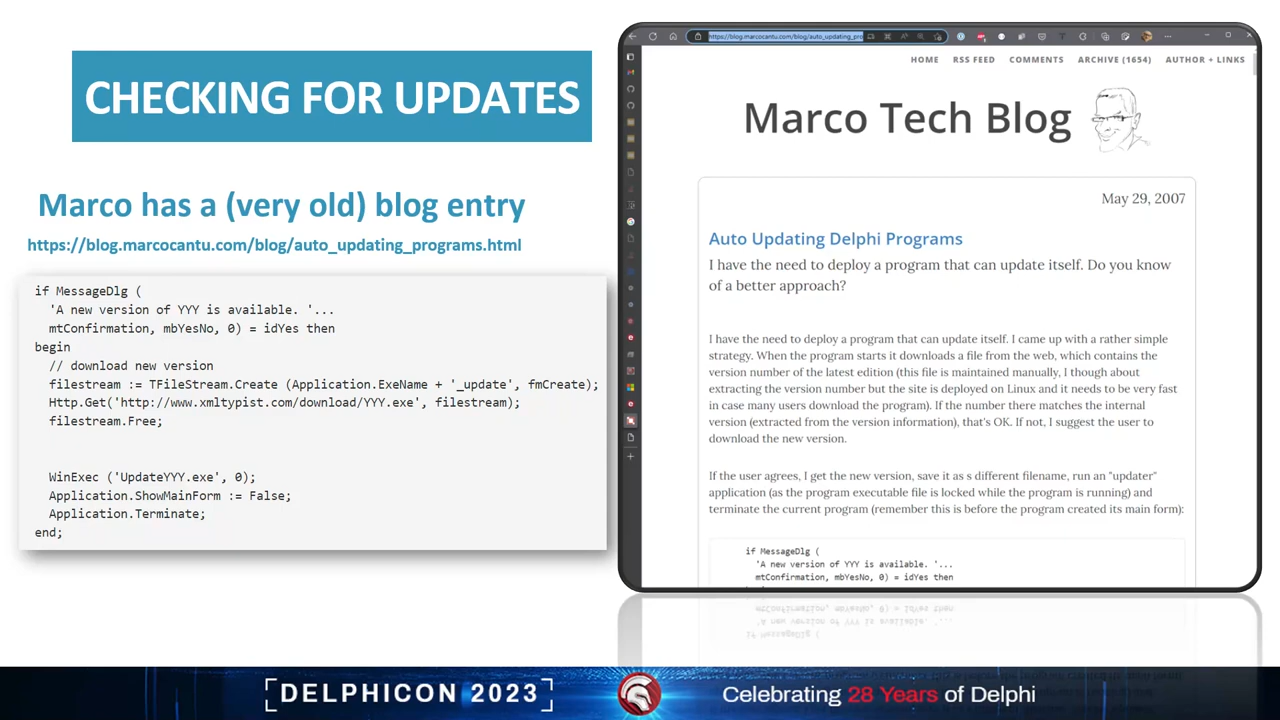 CHECKING FOR UPDATES
Marco has a (very old) blog entry
https://blog.marcocantu.com/blog/auto_updating_programs.html
if MessageDlg (
'A new version of YYY is available. '...
mtConfirmation, mbYesNo, 0) = idYes then
begin
// download new version
filestream := TFileStream.Create (Application.ExeName + '_update', fmCreate);
Http.Get('http://www.xmltypist.com/download/YYY.exe', filestream);
filestream.Free;
WinExec ('UpdateYYY.exe', 0);
Application.ShowMainForm := False;
Application.Terminate;
end;
https://blog.marcocantu.com/blog/auto_updating_pro
HOME RSS FEED COMMENTS ARCHIVE (1654) AUTHOR + LINKS
Marco Tech Blog
May 29, 2007
Auto Updating Delphi Programs
I have the need to deploy a program that can update itself. Do you know
of a better approach?
I have the need to deploy a program that can update itself. I came up with a rather simple
strategy. When the program starts it downloads a file from the web, which contains the
version number of the latest edition (this file is maintained manually, I though about
extracting the version number but the site is deployed on Linux and it needs to be very fast
in case many users download the program). If the number there matches the internal
version (extracted from the version information), that's OK. If not, I suggest the user to
download the new version.
If the user agrees, I get the new version, save it as s different filename, run an "updater"
application (as the program executable file is locked while the program is running) and
terminate the current program (remember this is before the program created its main form):
if MessageDlg (
'A new version of YYY is available. '...
mtConfirmation, mbYesNo, 0) = idYes then
[DELPHICON 2023]
Celebrating 28 Years of Delphi